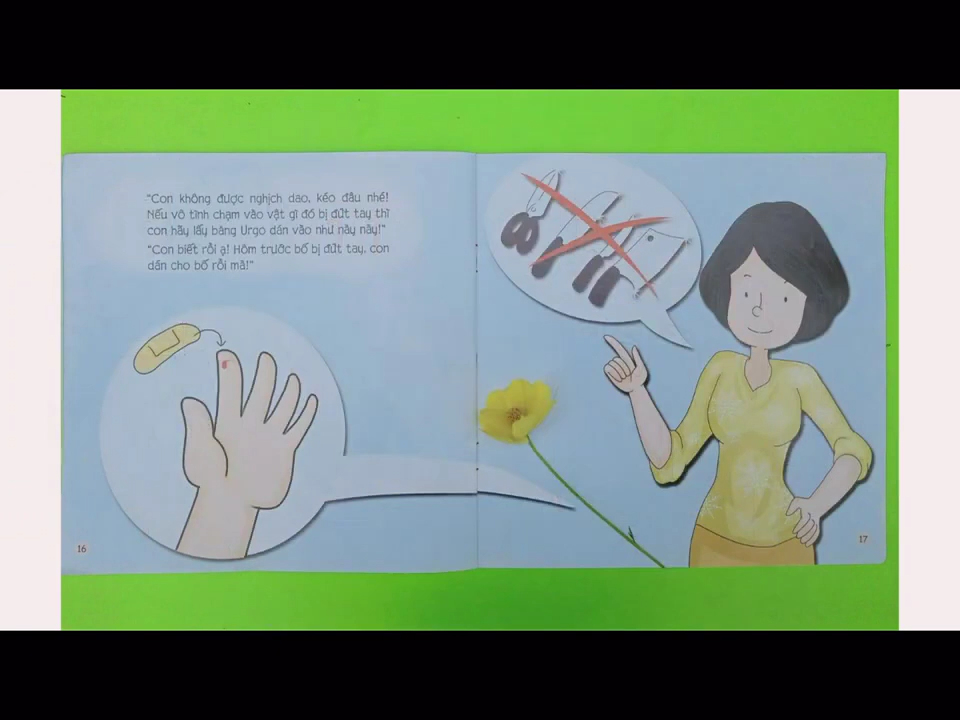 "Con không được nghịch dao, kéo đâu nhé!
Nếu vô tình chạm vào vật gì đó bị đứt tay thì
con hãy lấy băng Urgo dán vào như này này!"
"Con biết rồi ạ! Hôm trước bố bị đứt tay, con
dán cho bố rồi mà!"
16
17